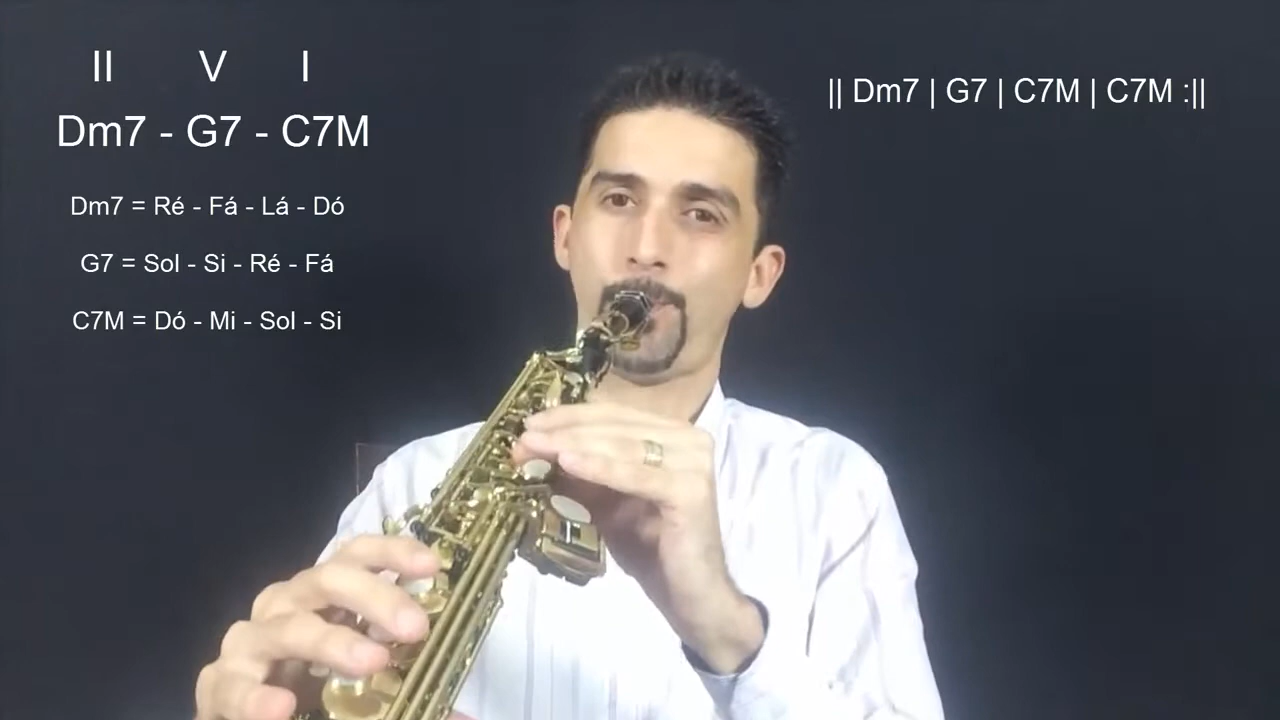 II V I
Dm7 - G7 - C7M
Dm7 = Ré - Fá - Lá - Dó
G7 = Sol - Si - Ré - Fá
C7M = Dó - Mi - Sol - Si
|| Dm7 | G7 | C7M | C7M :||